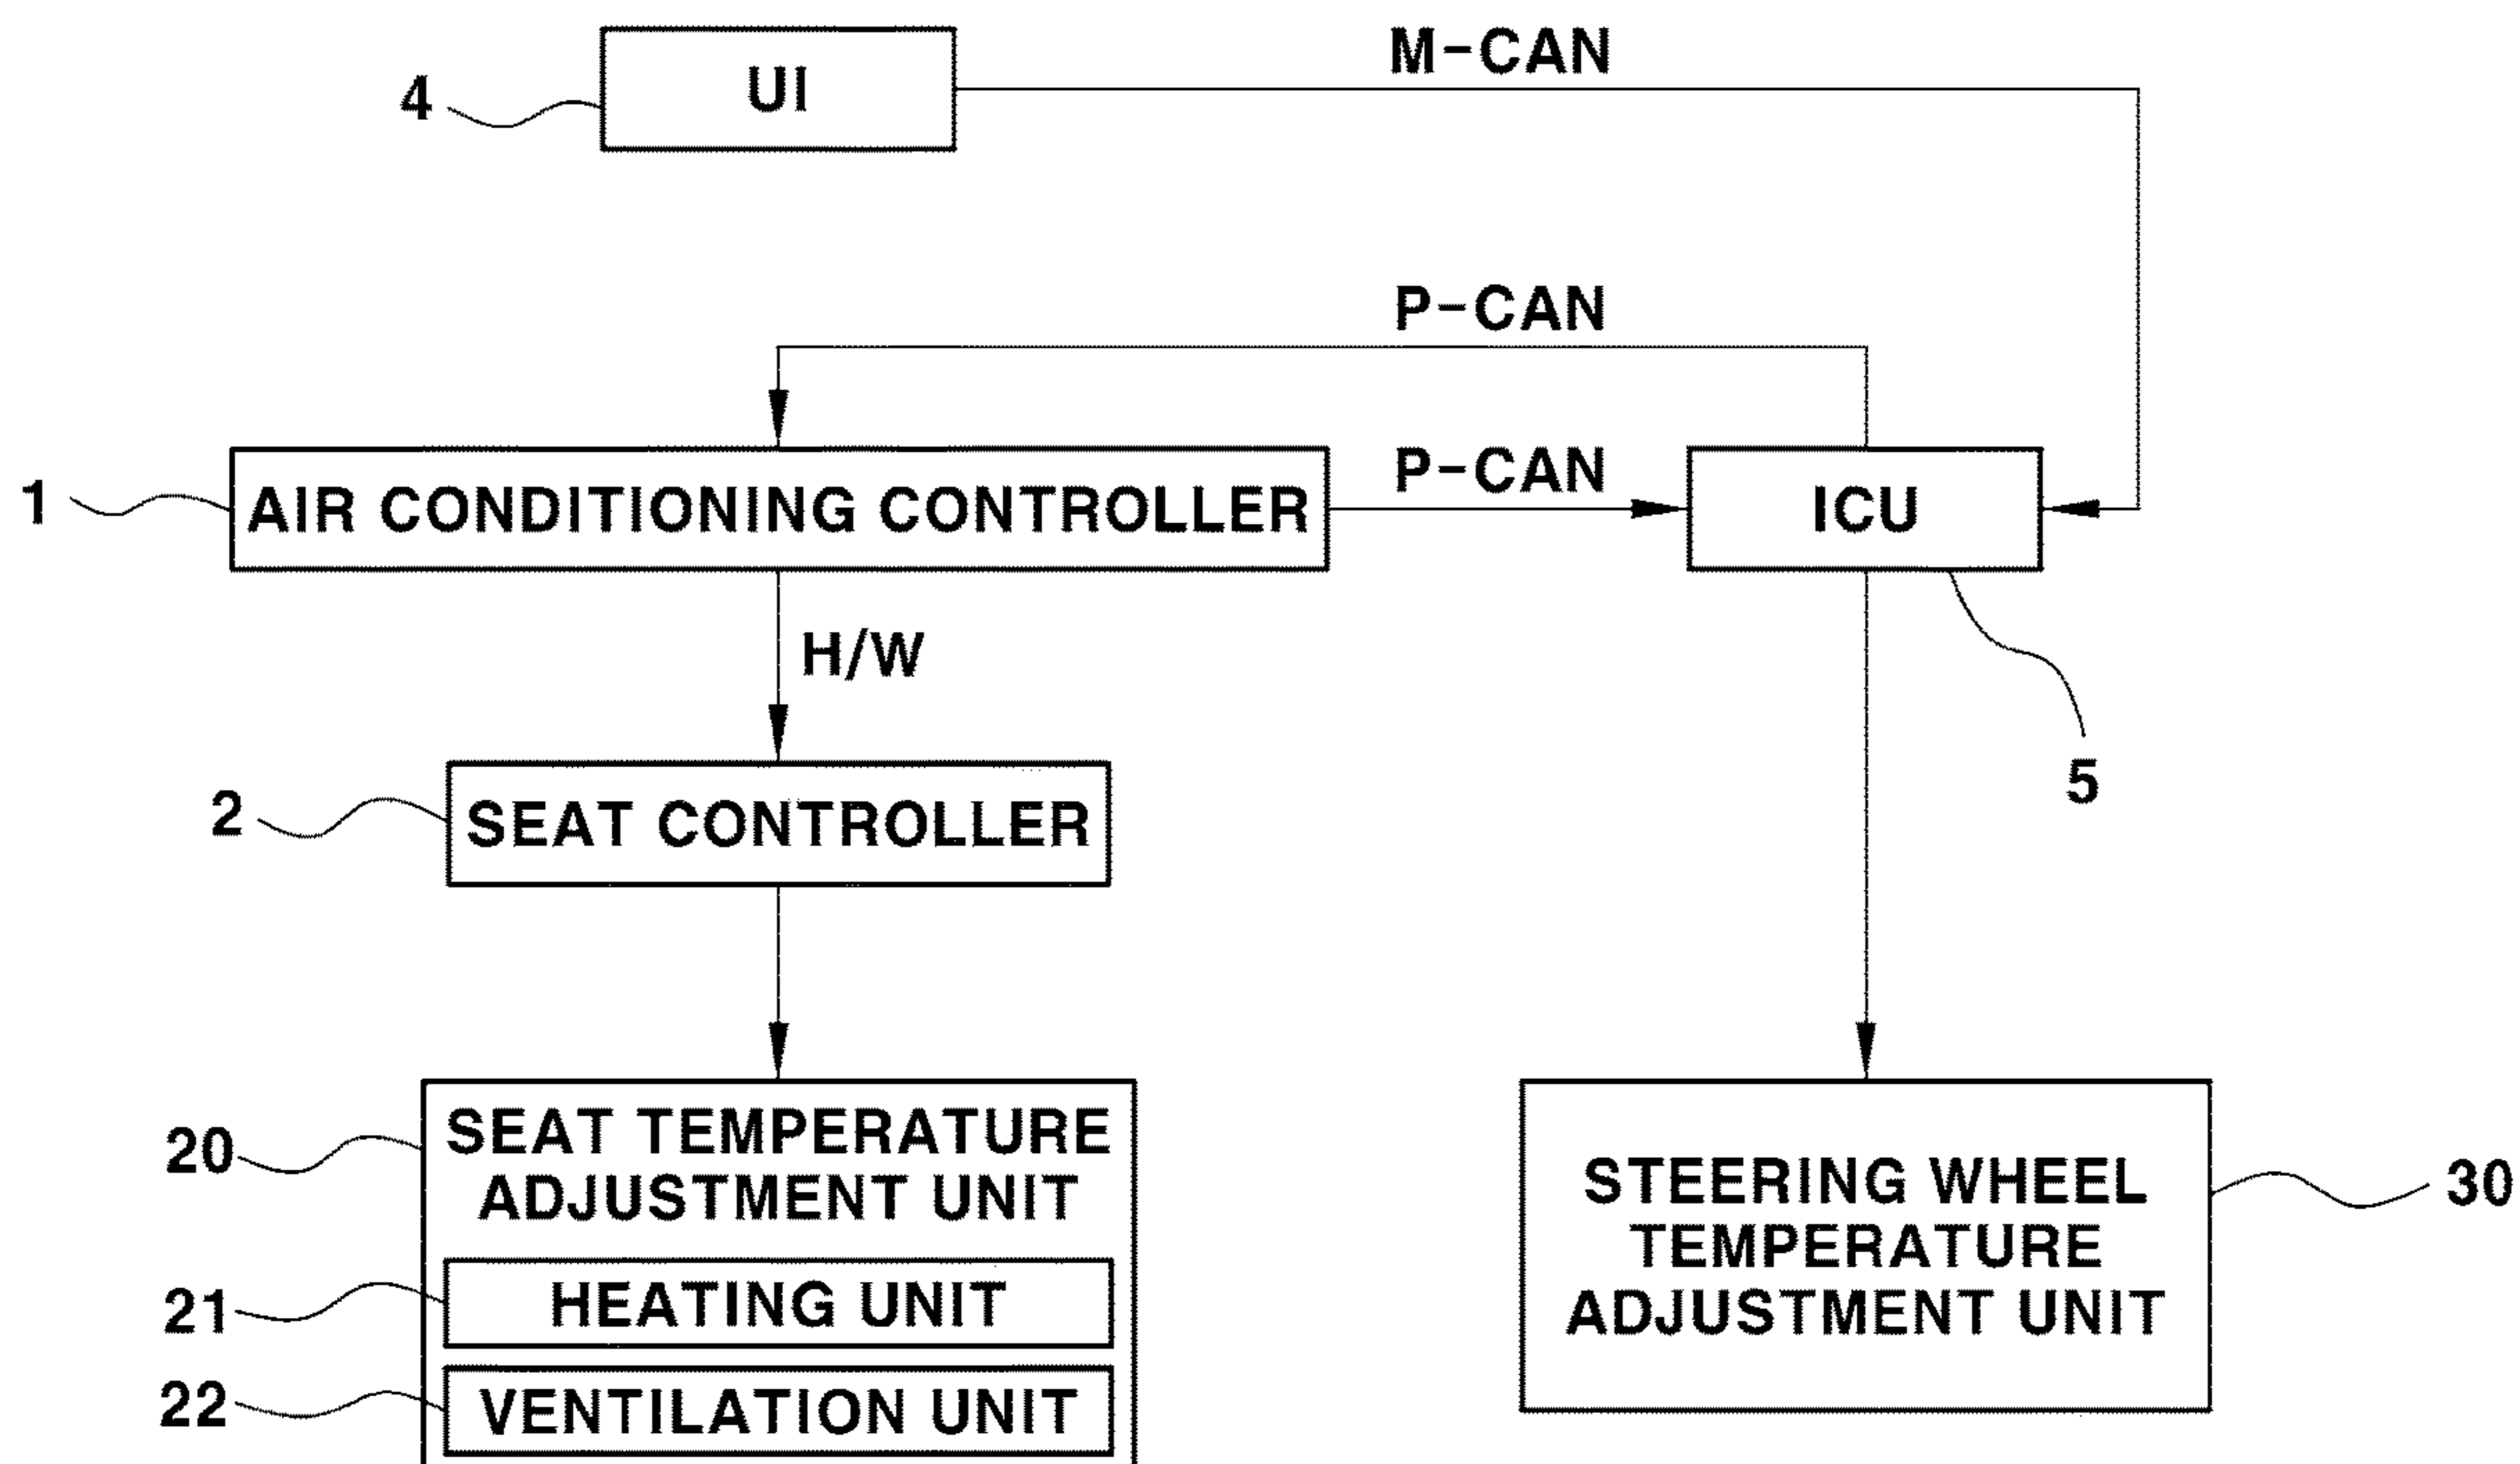 M-CAN
UI
4
P-CAN
P-CAN
1
AIR CONDITIONING CONTROLLER
ICU
H/W
5
2
SEAT CONTROLLER
20
SEAT TEMPERATURE
ADJUSTMENT UNIT
STEERING WHEEL
TEMPERATURE
ADJUSTMENT UNIT
30
21
HEATING UNIT
22
VENTILATION UNIT